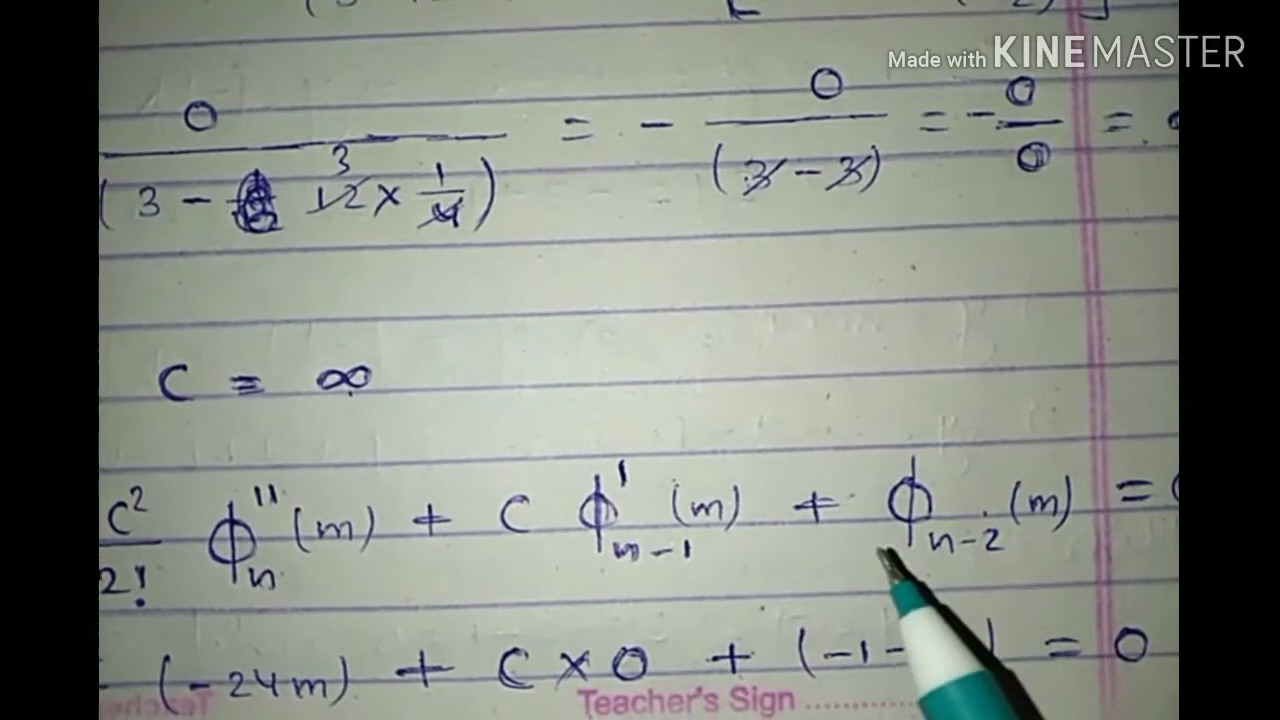 Made with KINEMASTER
0 / (3 - 12 3 × 1/4) = - 0 / (3 - 3) = - 0/0 =
C = ∞
C²/2! ϕ''n (m) + C ϕ'n-1 (m) + ϕn-2 (m) =
(-24m) + C × 0 + (-1- ) = 0
Teacher's Sign